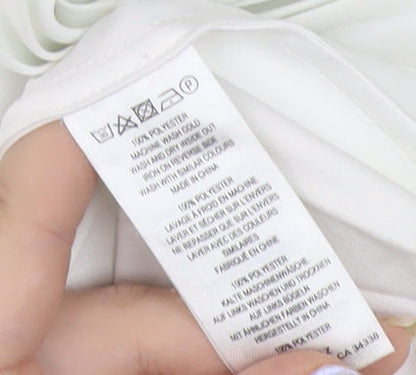 P
100% POLYESTER
MACHINE WASH COLD
WASH AND DRY INSIDE OUT
IRON ON REVERSE SIDE
WASH WITH SIMILAR COLOURS
MADE IN CHINA
100% POLYESTER
LAVAGE À FROID EN MACHINE
LAVER ET SÉCHER SUR L'ENVERS
NE REPASSER QUE SUR L'ENVERS
LAVER AVEC DES COULEURS
SIMILAIRES
FABRIQUÉ EN CHINE
100% POLYESTER
KALTE MASCHINENWÄSCHE
AUF LINKS WASCHEN UND TROCKNEN
AUF LINKS BÜGELN
MIT ÄHNLICHEN FARBEN WASCHEN
HERGESTELLT IN CHINA
100% POLYESTER
CA 34330